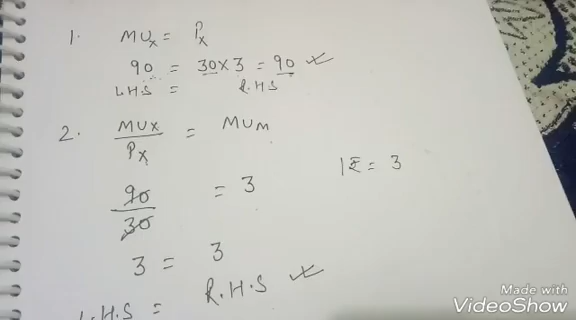 1. MUx = Px
90 = 30×3 = 90
L.H.S = R.H.S
2. MUx / Px = MUm
90 / 30 = 3
1₹ = 3
3 = 3
L.H.S = R.H.S
Made with
VideoShow